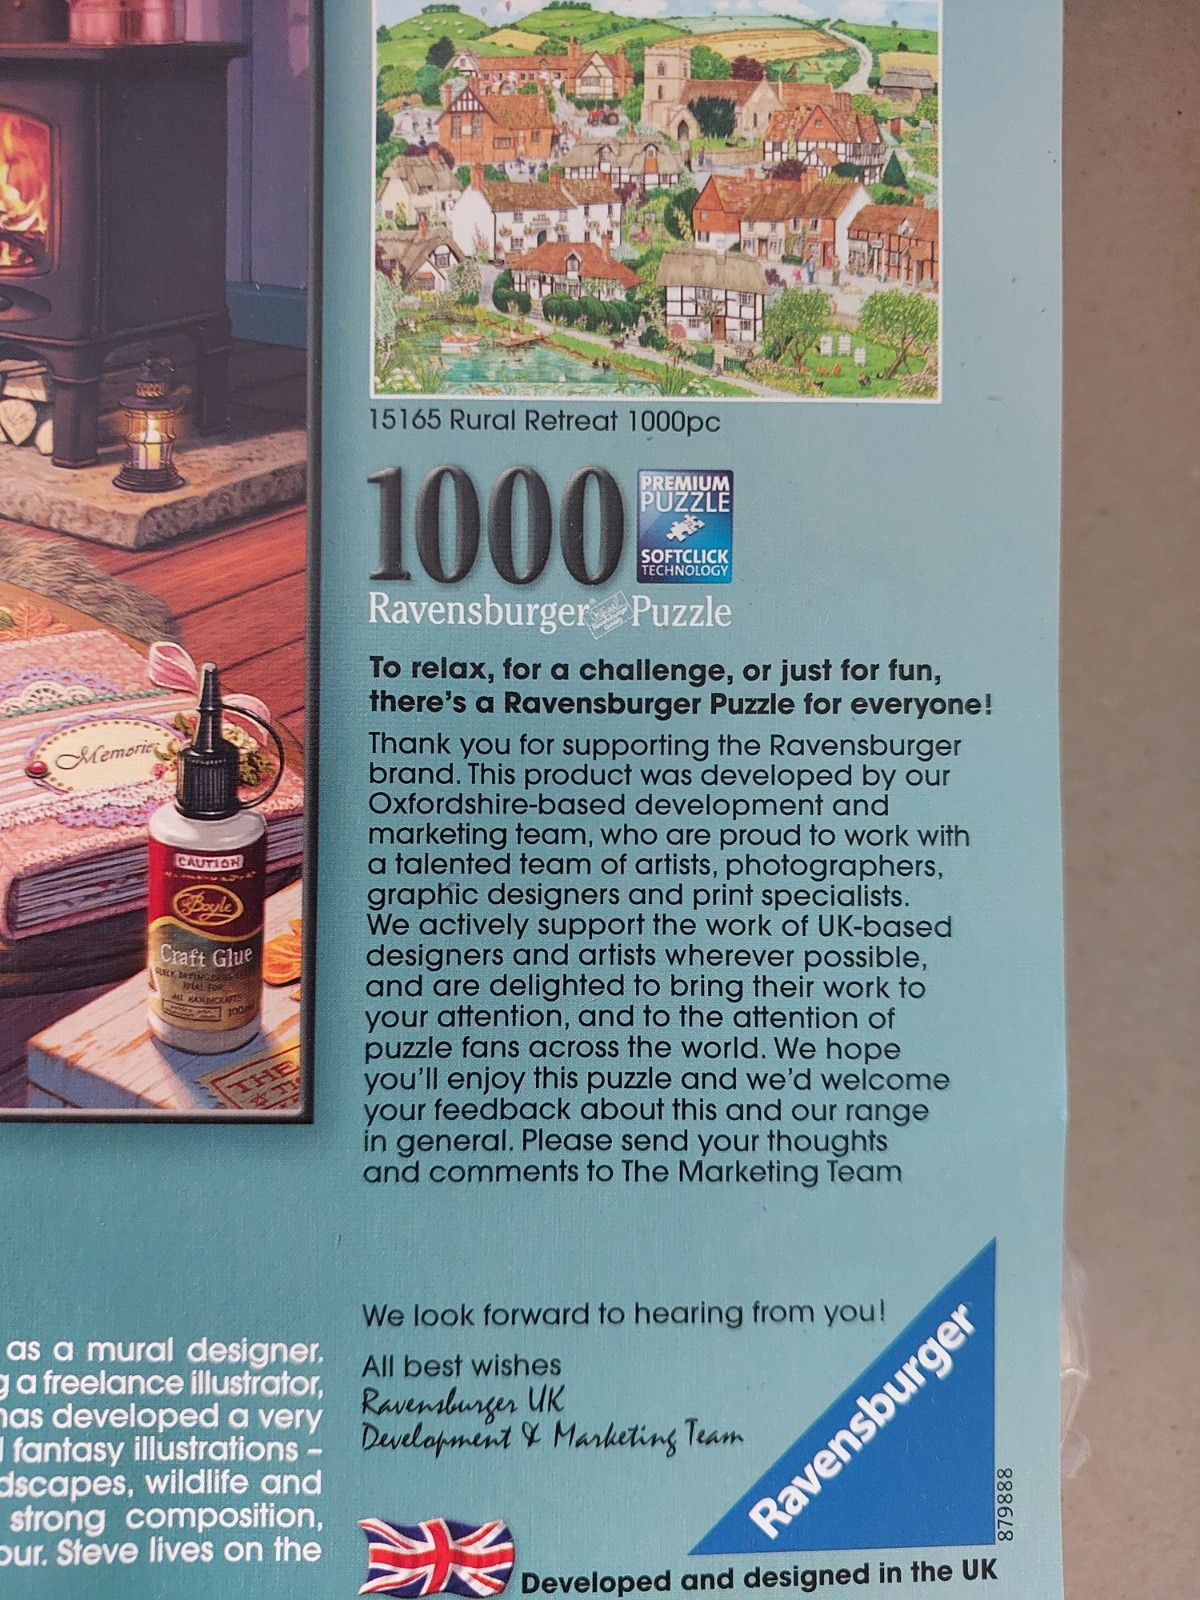 15165 Rural Retreat 1000pc
1000
PREMIUM
PUZZLE
SOFTCLICK
TECHNOLOGY
Ravensburger Puzzle
To relax, for a challenge, or just for fun,
there's a Ravensburger Puzzle for everyone!
Thank you for supporting the Ravensburger
brand. This product was developed by our
Oxfordshire-based development and
marketing team, who are proud to work with
a talented team of artists, photographers,
graphic designers and print specialists.
We actively support the work of UK-based
designers and artists wherever possible,
and are delighted to bring their work to
your attention, and to the attention of
puzzle fans across the world. We hope
you'll enjoy this puzzle and we'd welcome
your feedback about this and our range
in general. Please send your thoughts
and comments to The Marketing Team
We look forward to hearing from you!
All best wishes
Ravensburger UK
Development & Marketing Team
Ravensburger
879888
Developed and designed in the UK
Memories
CAUTION
Boyle
Craft Glue
IDEAL FOR
ALL HANDICRAFTS
100ml
THE
as a mural designer,
g a freelance illustrator,
has developed a very
fantasy illustrations –
dscapes, wildlife and
strong composition,
our. Steve lives on the